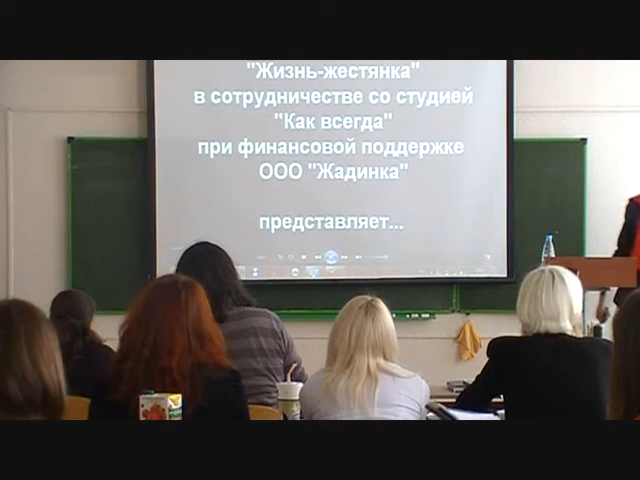 "Жизнь-жестянка"
в сотрудничестве со студией
"Как всегда"
при финансовой поддержке
ООО "Жадинка"
представляет...